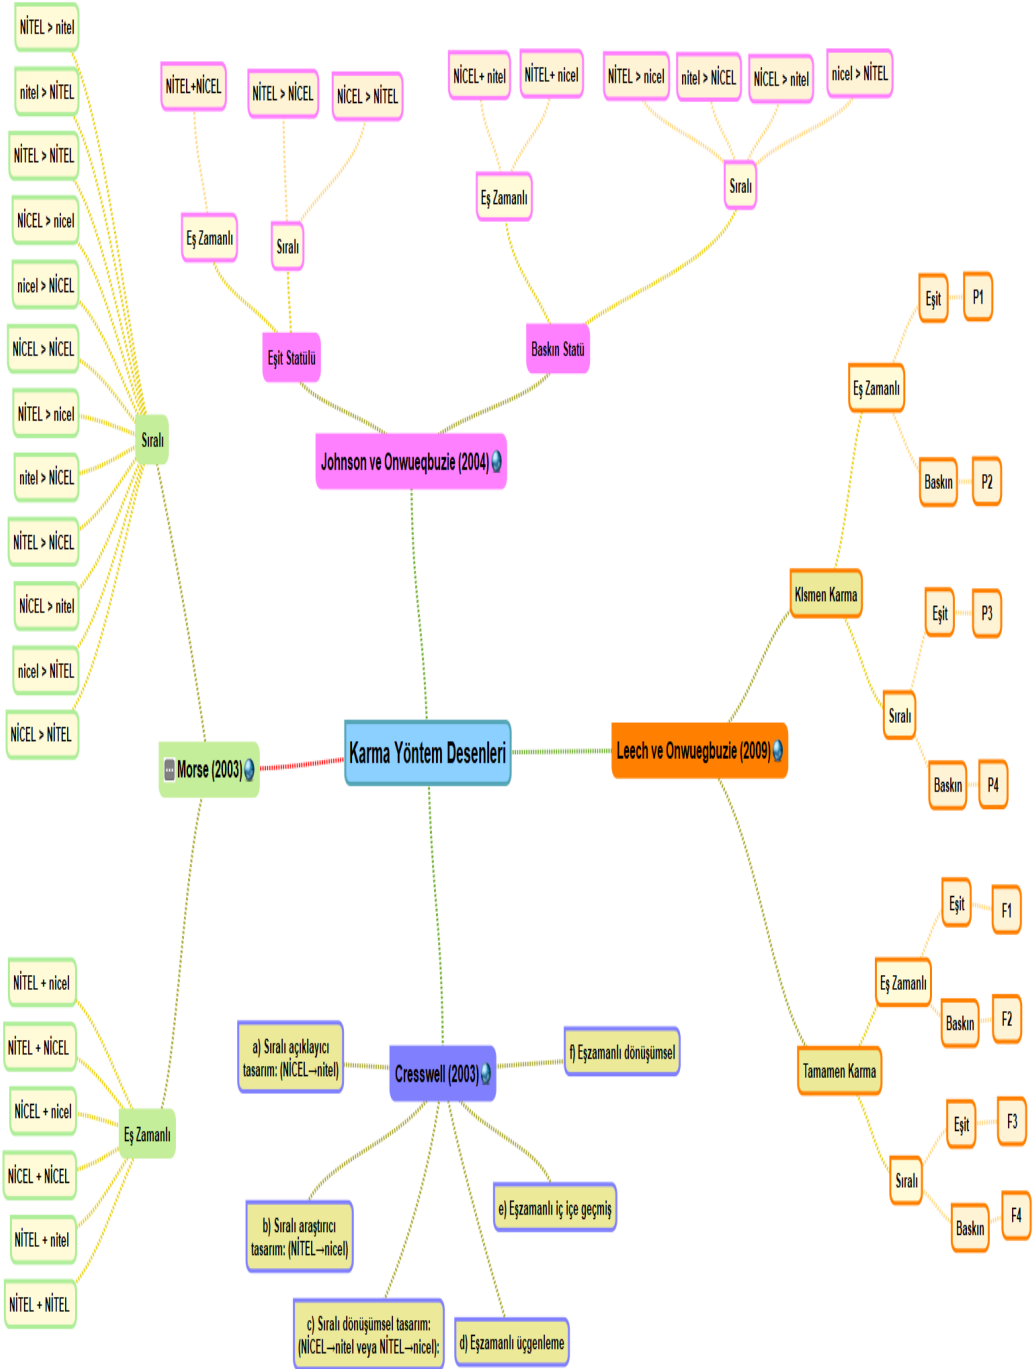 Karma Yöntem Desenleri
Morse (2003)
Sıralı
NİTEL > nitel
nitel > NİTEL
NİTEL > NİTEL
NİCEL > nicel
nicel > NİCEL
NİCEL > NİCEL
NİTEL > nicel
nitel > NİCEL
NİTEL > NİCEL
NİCEL > nitel
nicel > NİTEL
NİCEL > NİTEL
Eş Zamanlı
NİTEL + nicel
NİTEL + NİCEL
NİCEL + nicel
NİCEL + NİCEL
NİTEL + nitel
NİTEL + NİTEL
Johnson ve Onwueqbuzie (2004)
Eşit Statülü
Eş Zamanlı
NİTEL+NİCEL
Sıralı
NİTEL > NİCEL
NİCEL > NİTEL
Baskın Statü
Eş Zamanlı
NİCEL+ nitel
NİTEL+ nicel
Sıralı
NİTEL > nicel
nitel > NİCEL
NİCEL > nitel
nicel > NİTEL
Leech ve Onwuegbuzie (2009)
Kısmen Karma
Eş Zamanlı
Eşit
P1
Baskın
P2
Sıralı
Eşit
P3
Baskın
P4
Tamamen Karma
Eş Zamanlı
Eşit
F1
Baskın
F2
Sıralı
Eşit
F3
Baskın
F4
Cresswell (2003)
a) Sıralı açıklayıcı
tasarım: (NİCEL→nitel)
b) Sıralı araştırıcı
tasarım: (NİTEL→nicel)
c) Sıralı dönüşümsel tasarım:
(NİCEL→nitel veya NİTEL→nicel):
d) Eşzamanlı üçgenleme
e) Eşzamanlı iç içe geçmiş
f) Eşzamanlı dönüşümsel